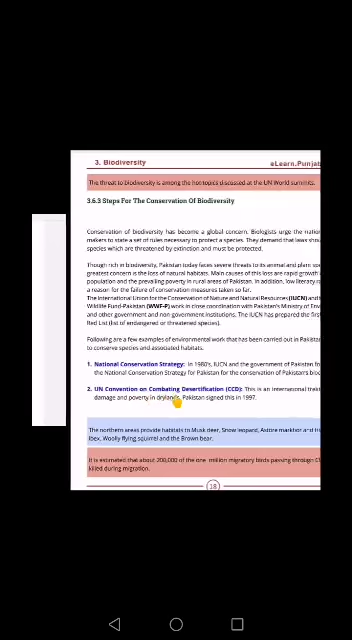 3. Biodiversity
eLearn.Punjab
The threat to biodiversity is among the hot topics discussed at the UN World summits.
3.6.3 Steps For The Conservation Of Biodiversity
Conservation of biodiversity has become a global concern. Biologists urge the
makers to state a set of rules necessary to protect a species. They demand that laws
species which are threatened by extinction and must be protected.
Though rich in biodiversity, Pakistan today faces severe threats to its animal and plant
greatest concern is the loss of natural habitats. Main causes of this loss are rapid growth
population and the prevailing poverty in rural areas of Pakistan. In addition, low literacy
a reason for the failure of conservation measures taken so far.
The International Union for the Conservation of Nature and Natural Resources (IUCN) and
Wildlife Fund-Pakistan (WWF-P) work in close coordination with Pakistan's Ministry of
and other government and non government institutions. The IUCN has prepared the
Red List (list of endangered or threatened species).
Following are a few examples of environmental work that has been carried out in
to conserve species and associated habitats.
1. National Conservation Strategy: In 1980's, IUCN and the government of Pakistan
the National Conservation Strategy for Pakistan for the conservation of Pakistan's
2. UN Convention on Combating Desertification (CCD): This is an international
damage and poverty in drylands. Pakistan signed this in 1997.
The northern areas provide habitats to Musk deer, Snow leopard, Astore markhor and
Ibex, Woolly flying squirrel and the Brown bear.
It is estimated that about 200,000 of the one million migratory birds passing through
killed during migration.
18